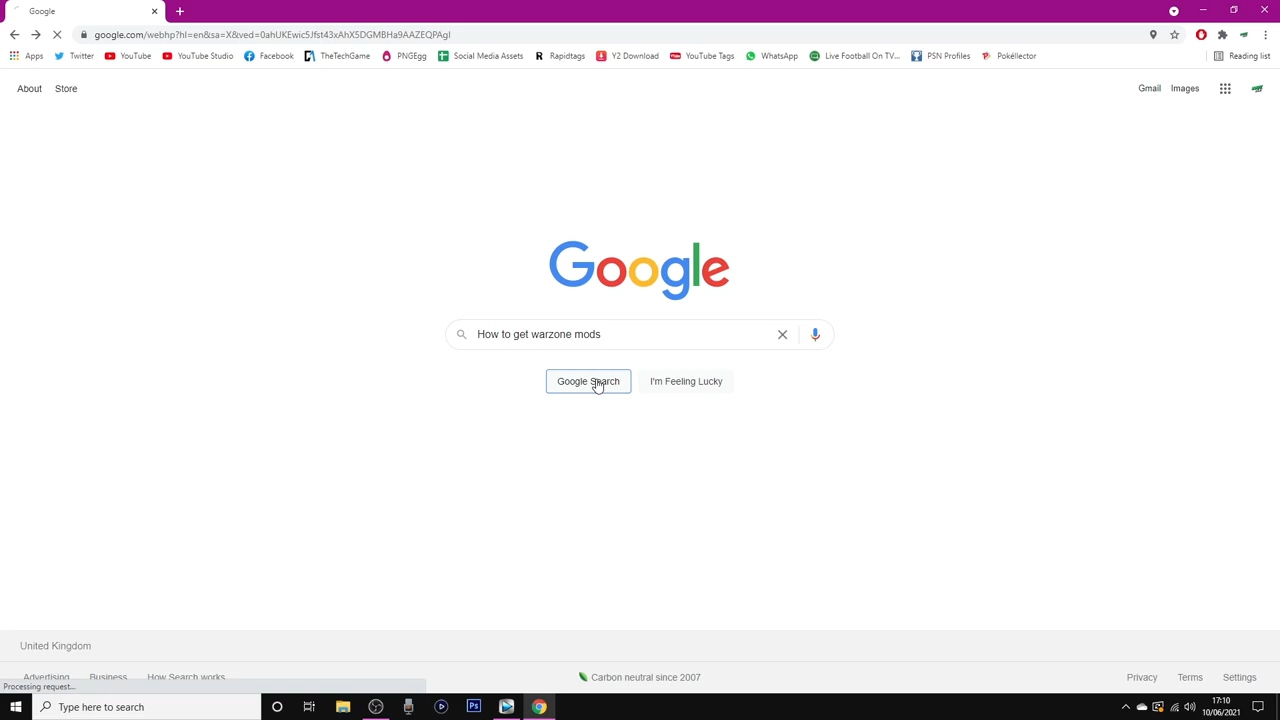 Google
google.com/webhp?hl=en&sa=X&ved=0ahUKEwic5Jfst43xAhX5DGMBHa9AAZEQPAgI
Apps Twitter YouTube YouTube Studio Facebook TheTechGame PNGEgg Social Media Assets Rapidtags Y2 Download YouTube Tags WhatsApp Live Football On TV... PSN Profiles Pokéllector Reading list
About Store Gmail Images
Google
How to get warzone mods
Google Search I'm Feeling Lucky
United Kingdom
Advertising Business How Search works Carbon neutral since 2007 Privacy Terms Settings
Processing request...
Type here to search
17:10
10/06/2021